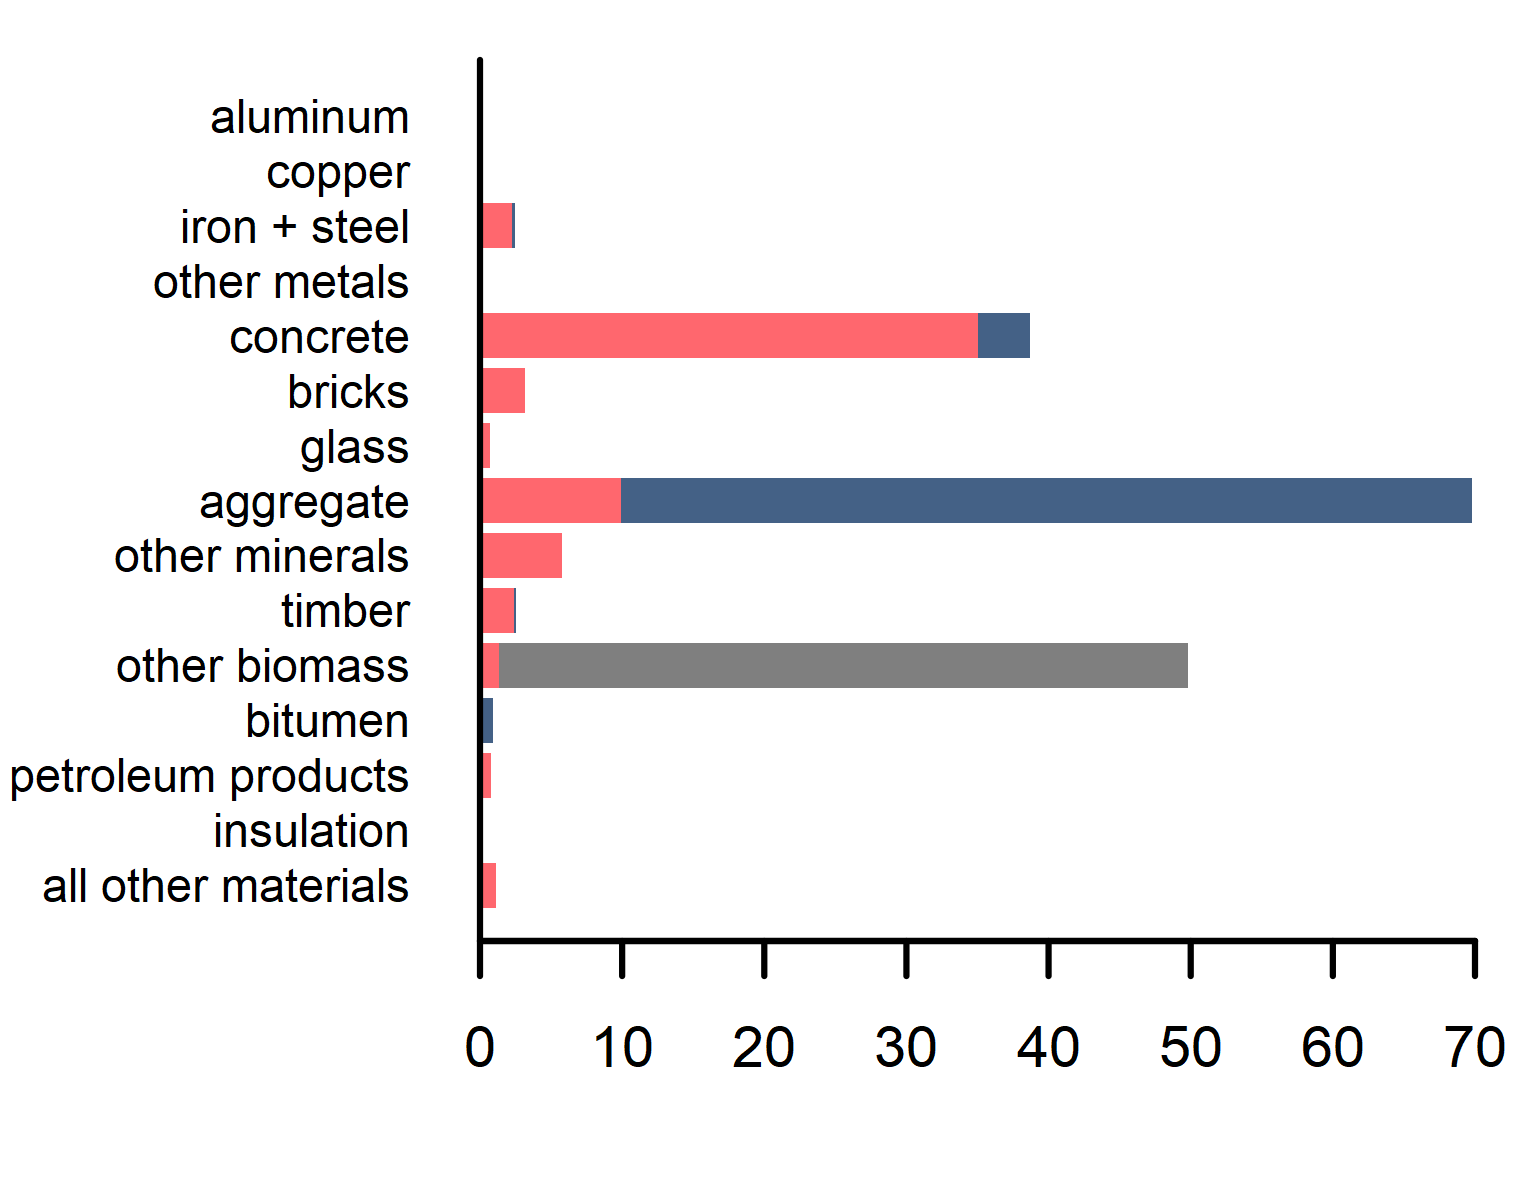 aluminum
copper
iron + steel
other metals
concrete
bricks
glass
aggregate
other minerals
timber
other biomass
bitumen
petroleum products
insulation
all other materials
0 10 20 30 40 50 60 70